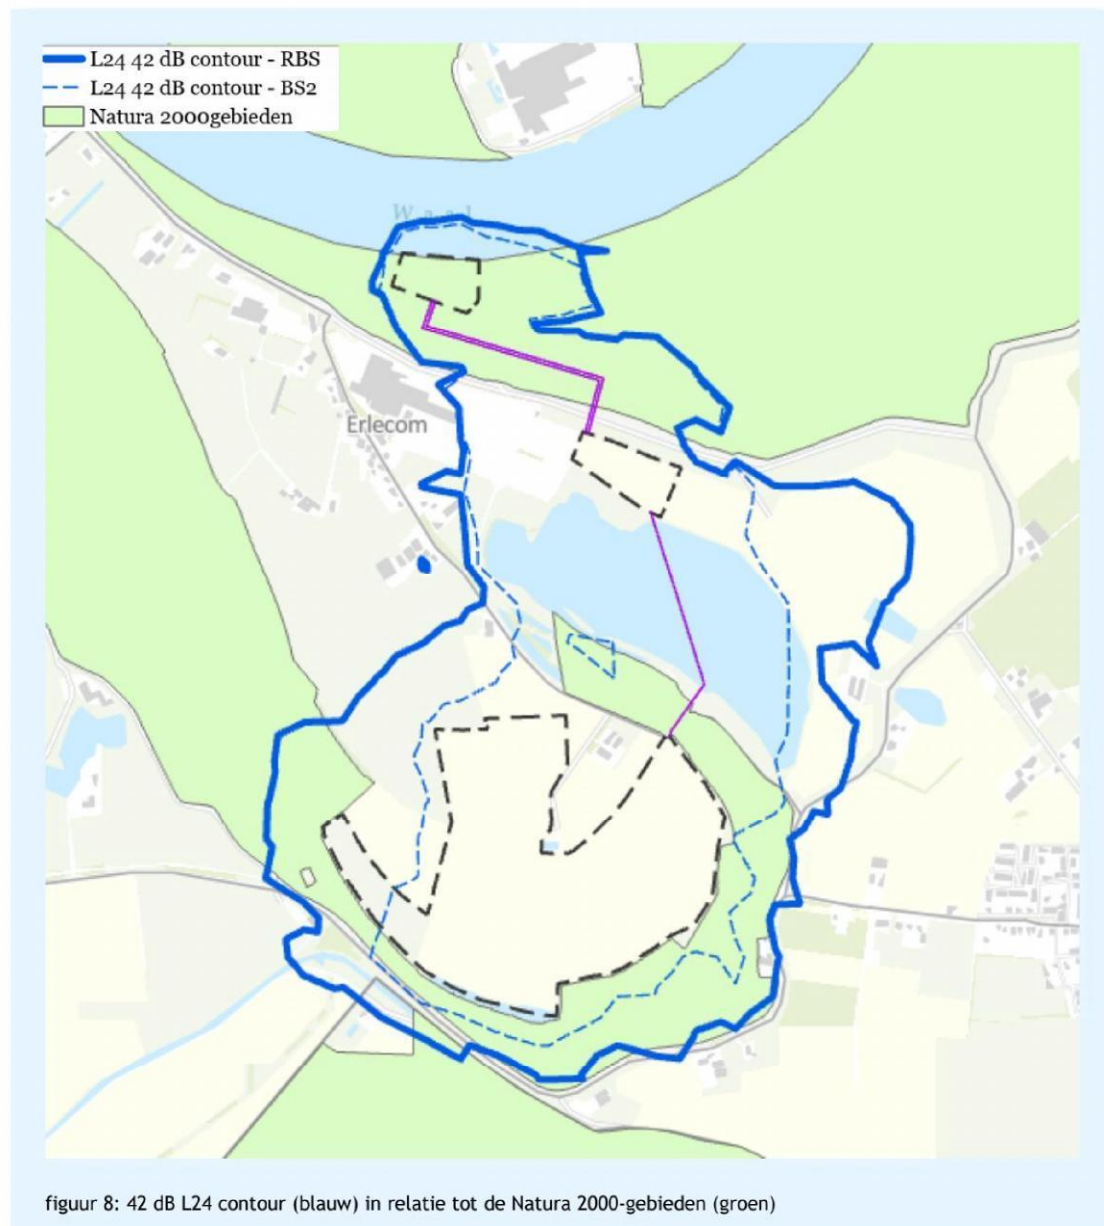 L24 42 dB contour - RBS
L24 42 dB contour - BS2
Natura 2000gebieden
Waal
Erlecom
figuur 8: 42 dB L24 contour (blauw) in relatie tot de Natura 2000-gebieden (groen)